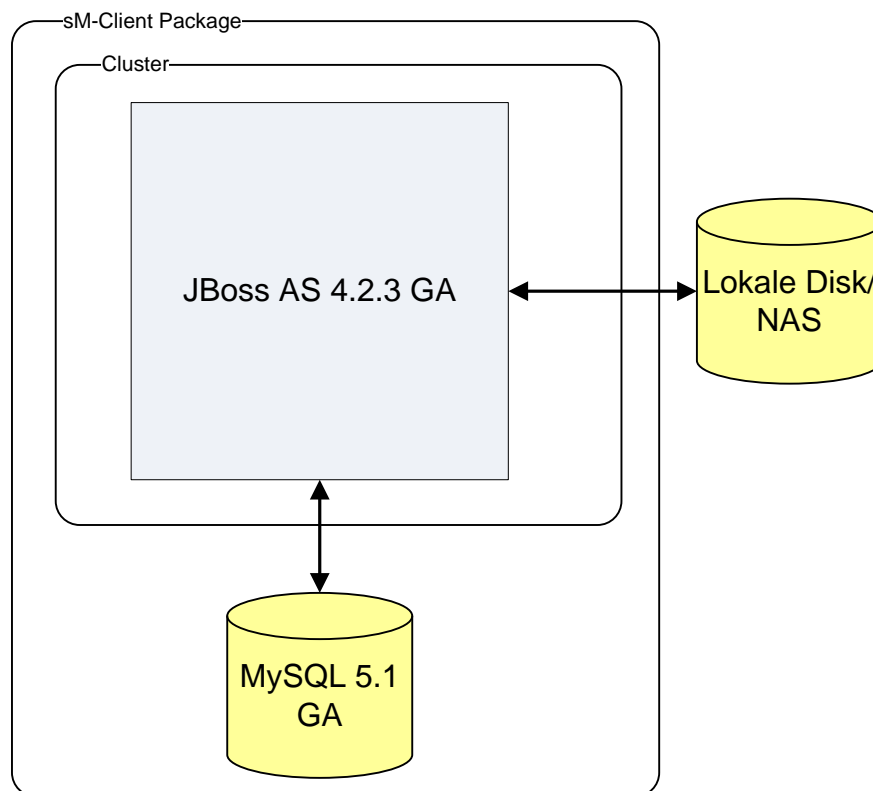 sM-Client Package
Cluster
JBoss AS 4.2.3 GA
Lokale Disk/
NAS
MySQL 5.1
GA